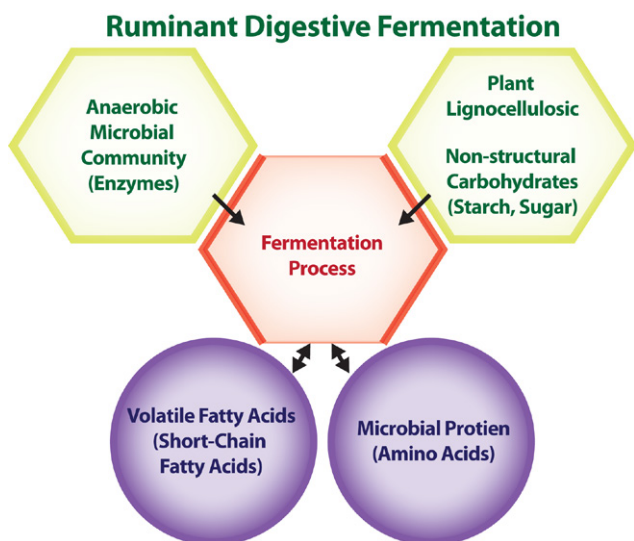 Ruminant Digestive Fermentation
Anaerobic
Microbial
Community
(Enzymes)
Plant
Lignocellulosic
Non-structural
Carbohydrates
(Starch, Sugar)
Fermentation
Process
Volatile Fatty Acids
(Short-Chain
Fatty Acids)
Microbial Protien
(Amino Acids)